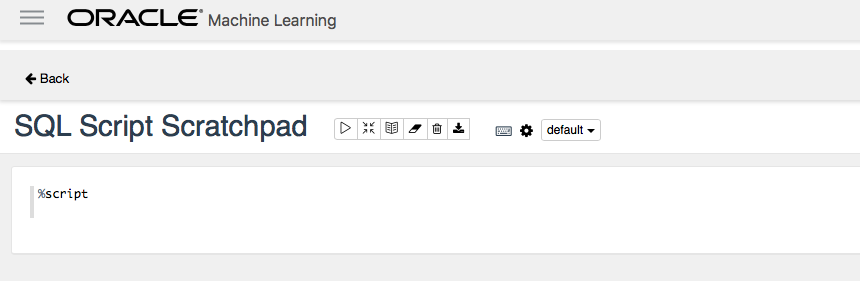 ORACLE® Machine Learning
Back
SQL Script Scratchpad default
%script